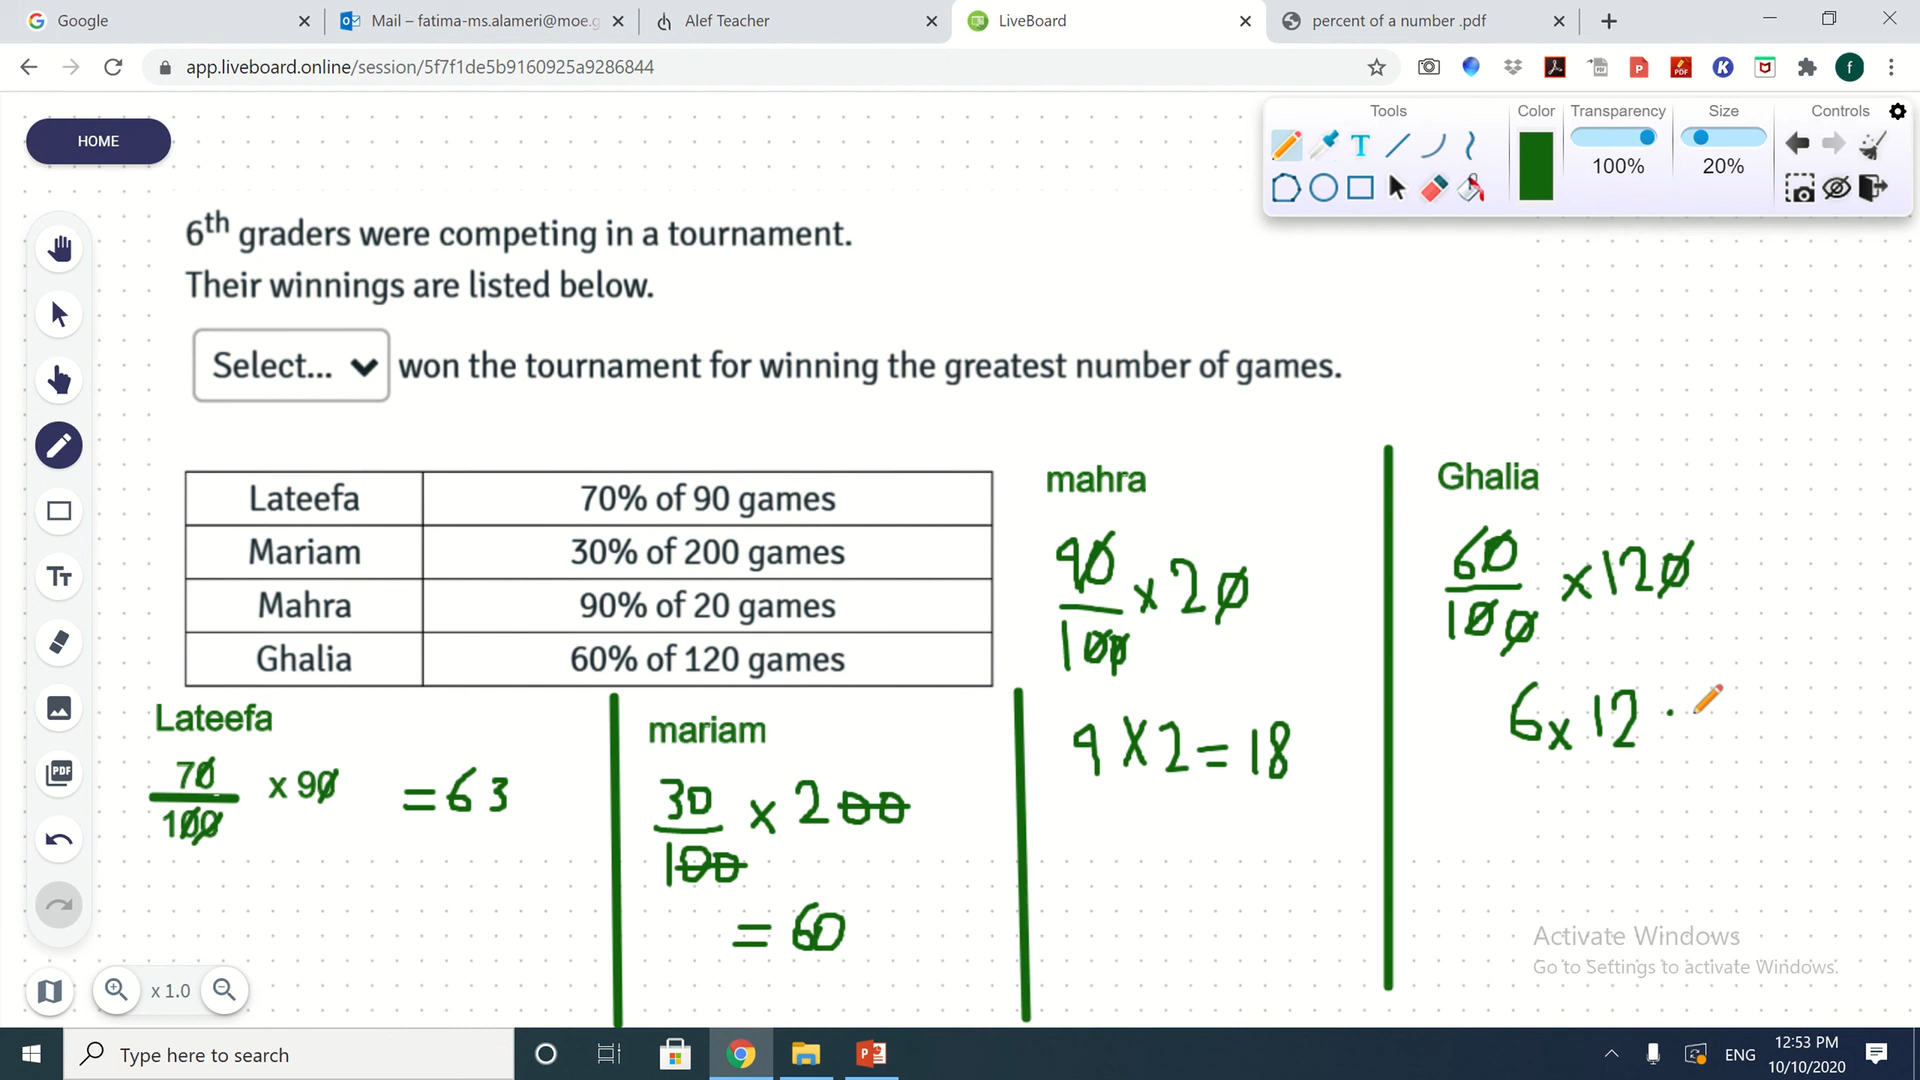 Google
Mail – fatima-ms.alameri@moe.g
Alef Teacher
LiveBoard
percent of a number .pdf
app.liveboard.online/session/5f7f1de5b9160925a9286844
f
Tools
Color
Transparency
Size
Controls
100%
20%
HOME
6th graders were competing in a tournament.
Their winnings are listed below.
Select... won the tournament for winning the greatest number of games.
Lateefa 70% of 90 games
Mariam 30% of 200 games
Mahra 90% of 20 games
Ghalia 60% of 120 games
Lateefa
70
100
x 90
= 63
mariam
30
100
x 200
= 60
mahra
90
100
x 20
9 x 2 = 18
Ghalia
60
100
x 120
6 x 12
Tт
PDF
x 1.0
Activate Windows
Go to Settings to activate Windows.
Type here to search
ENG
12:53 PM
10/10/2020